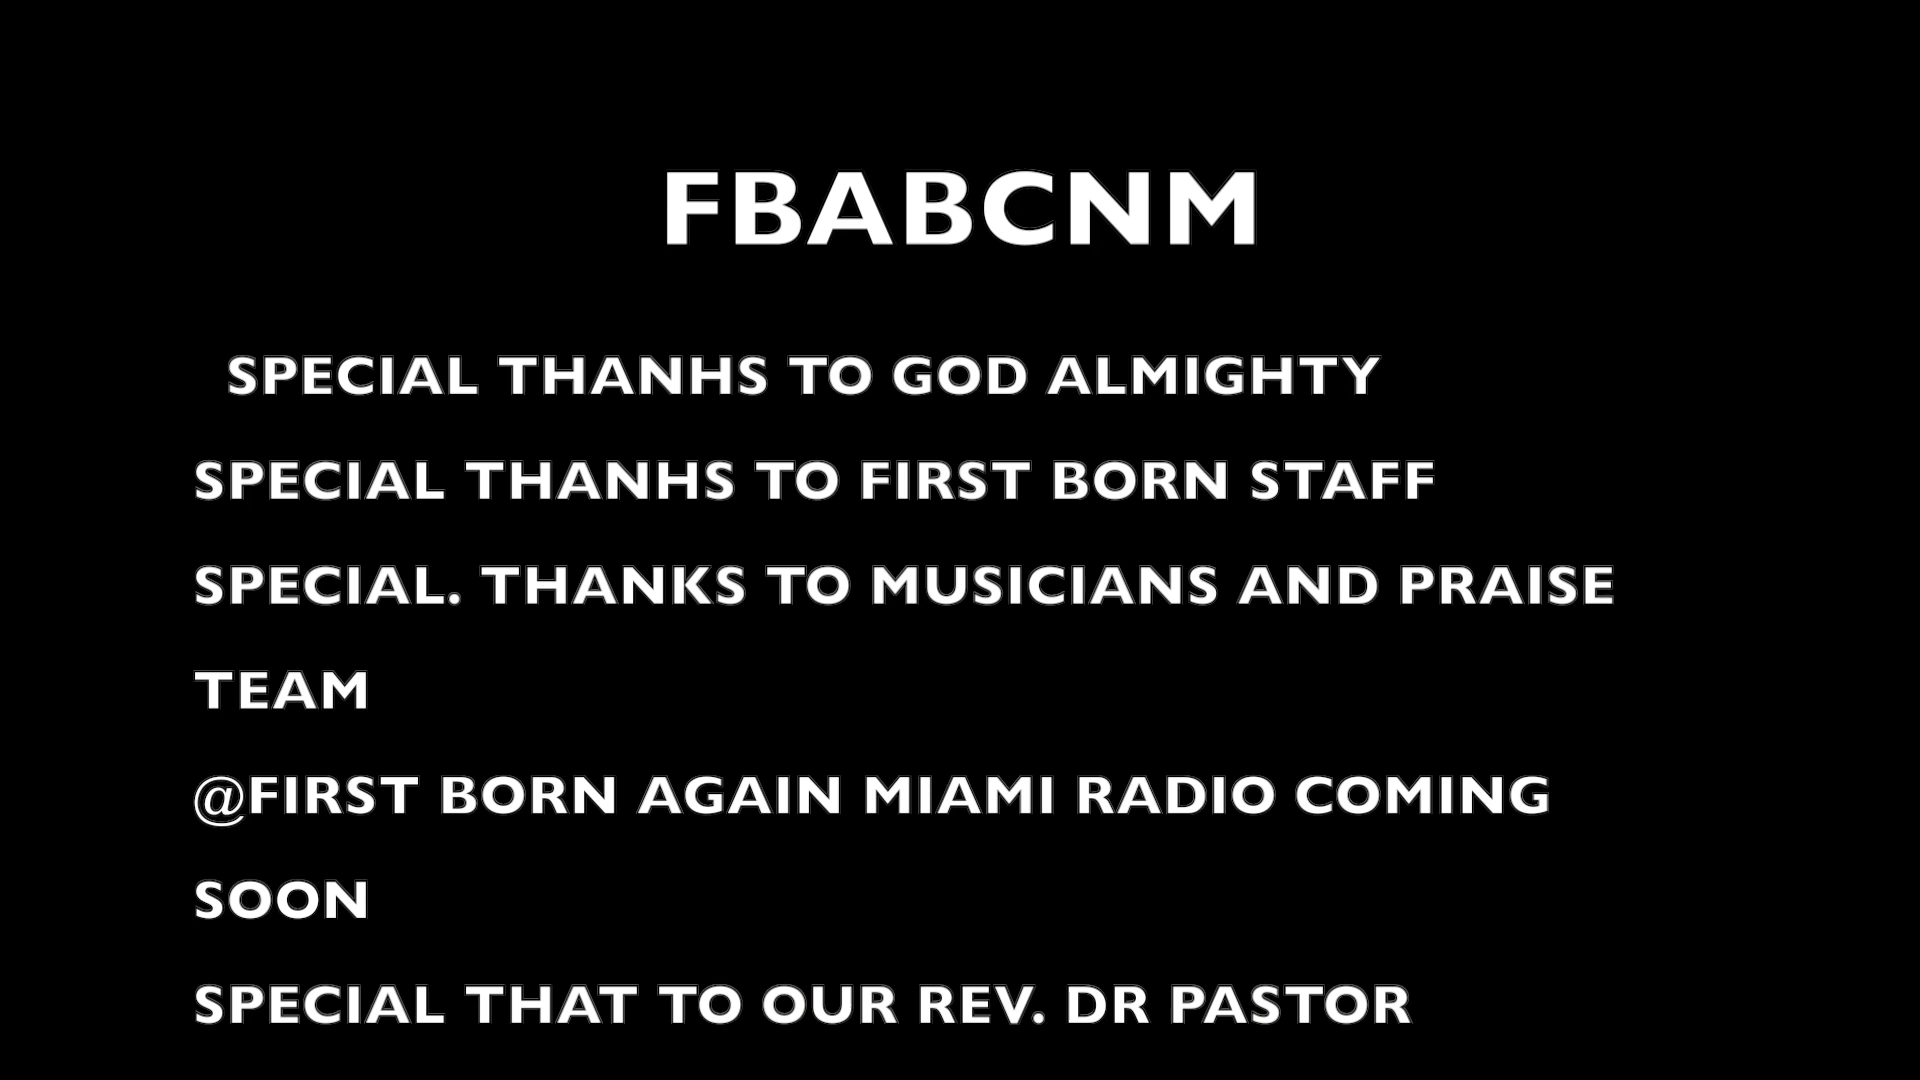 FBABCNM
SPECIAL THANHS TO GOD ALMIGHTY
SPECIAL THANHS TO FIRST BORN STAFF
SPECIAL. THANKS TO MUSICIANS AND PRAISE
TEAM
@FIRST BORN AGAIN MIAMI RADIO COMING
SOON
SPECIAL THAT TO OUR REV. DR PASTOR